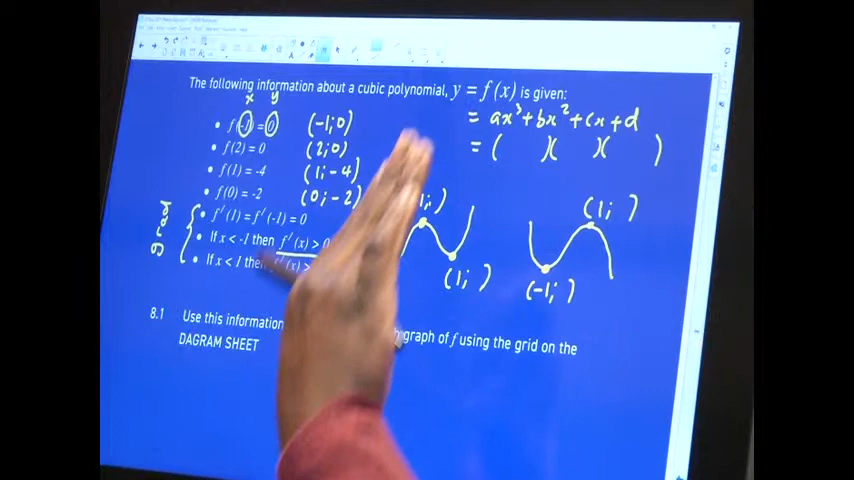 The following information about a cubic polynomial, y = f(x) is given:
x y
= ax³ + bx² + cx + d
• f(-1) = 0 (-1;0)
= ( )( )( )
• f(2) = 0 (2;0)
• f(1) = -4 (1;-4)
• f(0) = -2 (0;-2)
• f'(1) = f'(-1) = 0
• If x < -1 then f'(x) > 0
• If x < 1 then f'(x) >
(1; )
(1; )
(-1; )
8.1 Use this information graph of f using the grid on the
DAGRAM SHEET